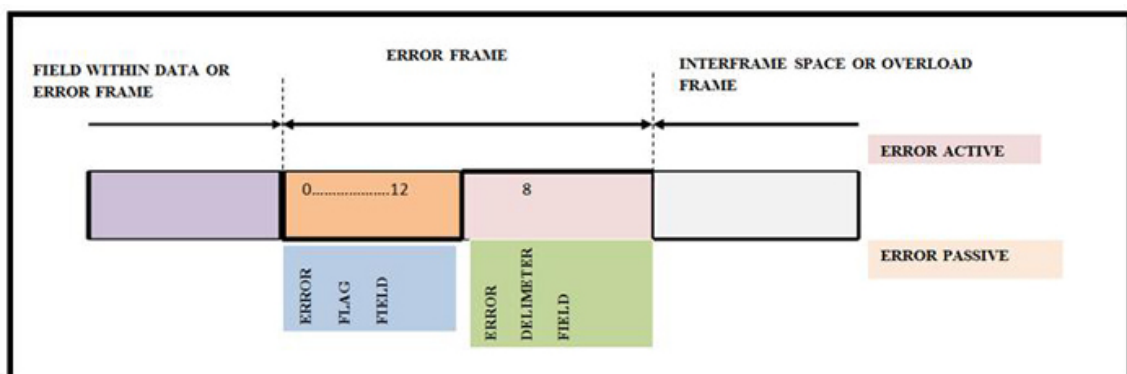 FIELD WITHIN DATA OR
ERROR FRAME
ERROR FRAME
INTERFRAME SPACE OR OVERLOAD
FRAME
ERROR ACTIVE
0...................12
8
ERROR PASSIVE
ERROR
FLAG
FIELD
ERROR
DELIMETER
FIELD